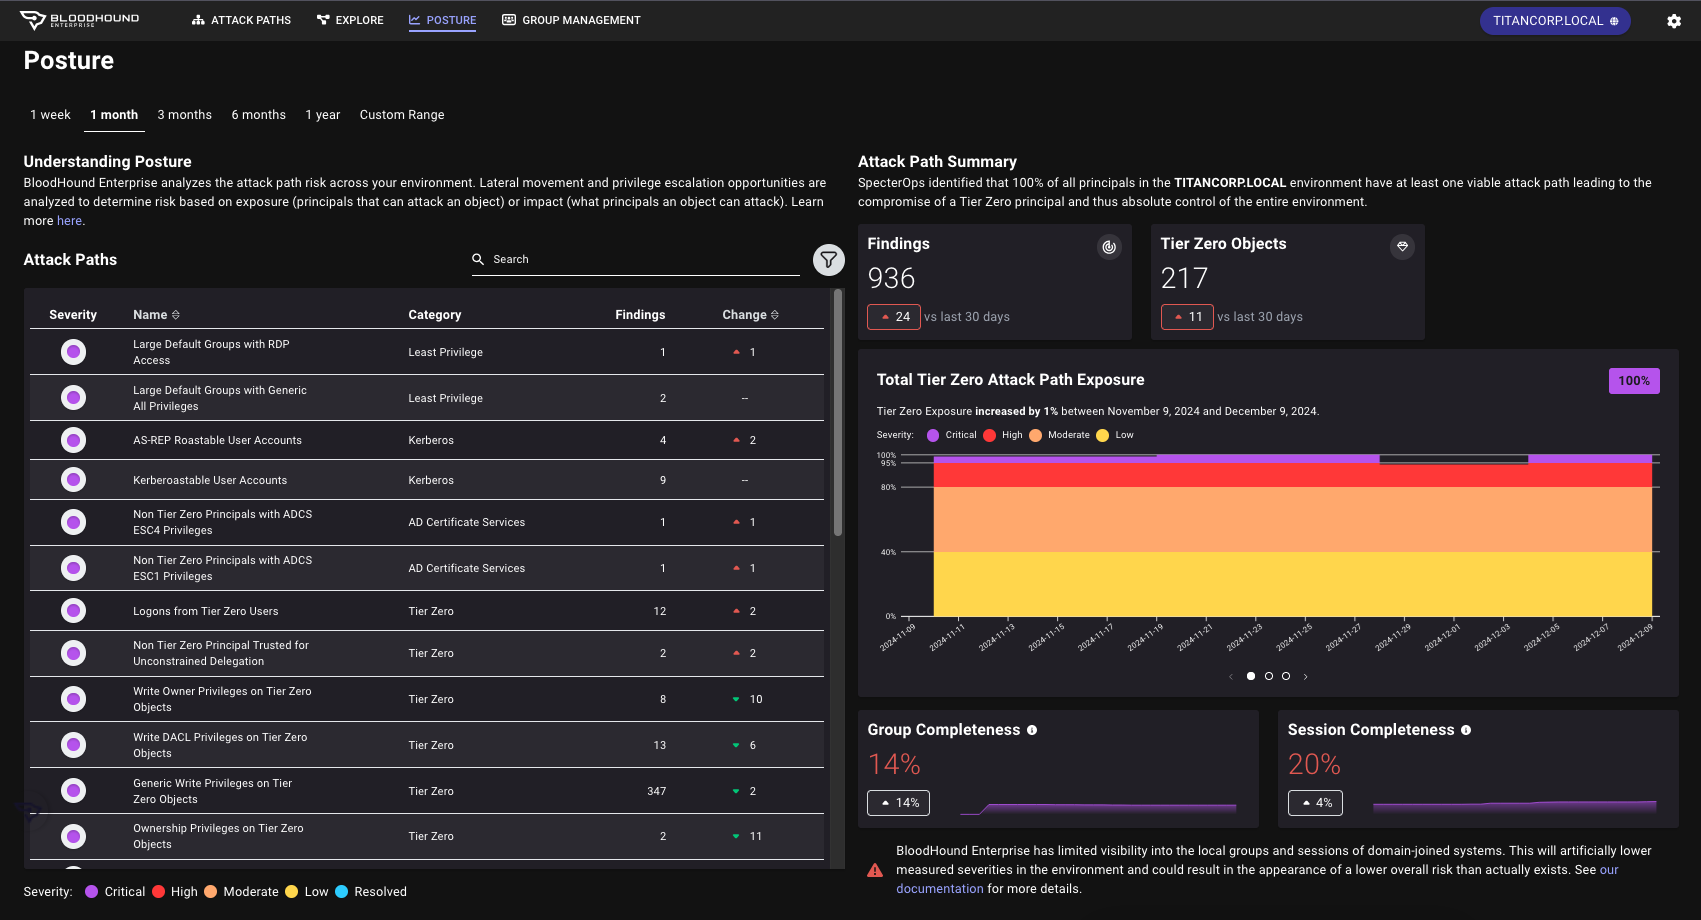 BLOODHOUND
ENTERPRISE
ATTACK PATHS
EXPLORE
POSTURE
GROUP MANAGEMENT
TITANCORP.LOCAL
Posture
1 week
1 month
3 months
6 months
1 year
Custom Range
Understanding Posture
BloodHound Enterprise analyzes the attack path risk across your environment. Lateral movement and privilege escalation opportunities are
analyzed to determine risk based on exposure (principals that can attack an object) or impact (what principals an object can attack). Learn
more here.
Attack Paths
Search
Severity Name Category Findings Change
Large Default Groups with RDP
Access
Least Privilege 1 1
Large Default Groups with Generic
All Privileges
Least Privilege 2 --
AS-REP Roastable User Accounts Kerberos 4 2
Kerberoastable User Accounts Kerberos 9 --
Non Tier Zero Principals with ADCS
ESC4 Privileges
AD Certificate Services 1 1
Non Tier Zero Principals with ADCS
ESC1 Privileges
AD Certificate Services 1 1
Logons from Tier Zero Users Tier Zero 12 2
Non Tier Zero Principal Trusted for
Unconstrained Delegation
Tier Zero 2 2
Write Owner Privileges on Tier Zero
Objects
Tier Zero 8 10
Write DACL Privileges on Tier Zero
Objects
Tier Zero 13 6
Generic Write Privileges on Tier
Zero Objects
Tier Zero 347 2
Ownership Privileges on Tier Zero
Objects
Tier Zero 2 11
Severity: Critical High Moderate Low Resolved
Attack Path Summary
SpecterOps identified that 100% of all principals in the TITANCORP.LOCAL environment have at least one viable attack path leading to the
compromise of a Tier Zero principal and thus absolute control of the entire environment.
Findings
936
24 vs last 30 days
Tier Zero Objects
217
11 vs last 30 days
Total Tier Zero Attack Path Exposure
100%
Tier Zero Exposure increased by 1% between November 9, 2024 and December 9, 2024.
Severity: Critical High Moderate Low
100%
95%
80%
40%
0%
2024-11-09
2024-11-11
2024-11-13
2024-11-15
2024-11-17
2024-11-19
2024-11-21
2024-11-23
2024-11-25
2024-11-27
2024-11-29
2024-12-01
2024-12-03
2024-12-05
2024-12-07
2024-12-09
Group Completeness
14%
14%
Session Completeness
20%
4%
BloodHound Enterprise has limited visibility into the local groups and sessions of domain-joined systems. This will artificially lower
measured severities in the environment and could result in the appearance of a lower overall risk than actually exists. See our
documentation for more details.